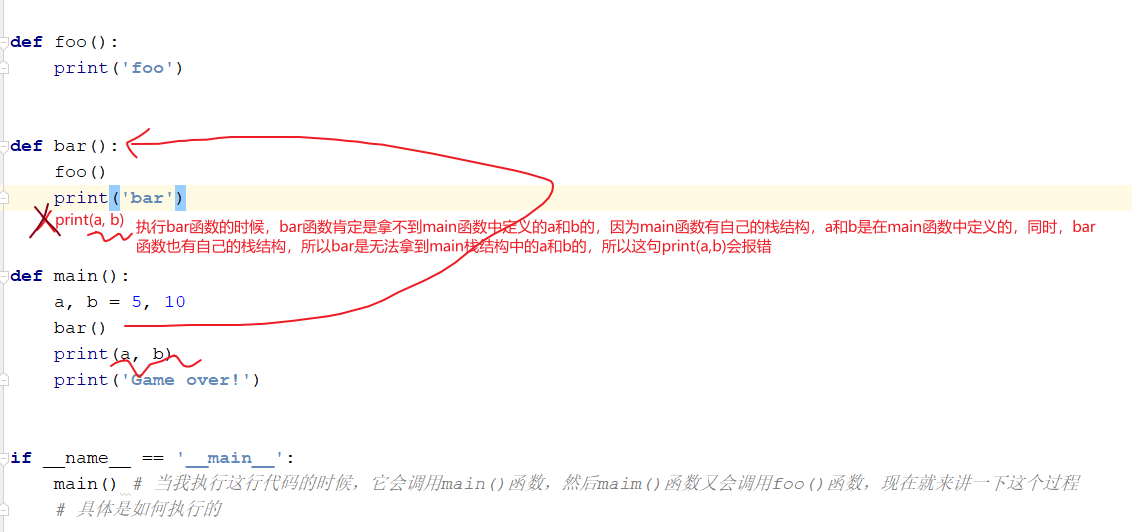 def foo():
    print('foo')
def bar():
    foo()
    print('bar')
print(a, b)
执行bar函数的时候，bar函数肯定是拿不到main函数中定义的a和b的，因为main函数有自己的栈结构，a和b是在main函数中定义的，同时，bar
函数也有自己的栈结构，所以bar是无法拿到main栈结构中的a和b的，所以这句print(a,b)会报错
def main():
    a, b = 5, 10
    bar()
    print(a, b)
    print('Game over!')
if __name__ == '__main__':
    main() # 当我执行这行代码的时候，它会调用main()函数，然后maim()函数又会调用foo()函数，现在就来讲一下这个过程
    # 具体是如何执行的